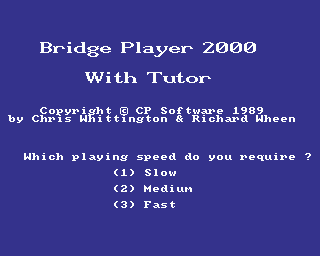 Bridge Player 2000
With Tutor
Copyright © CP Software 1989
by Chris Whittington & Richard Wheen
Which playing speed do you require ?
(1) Slow
(2) Medium
(3) Fast